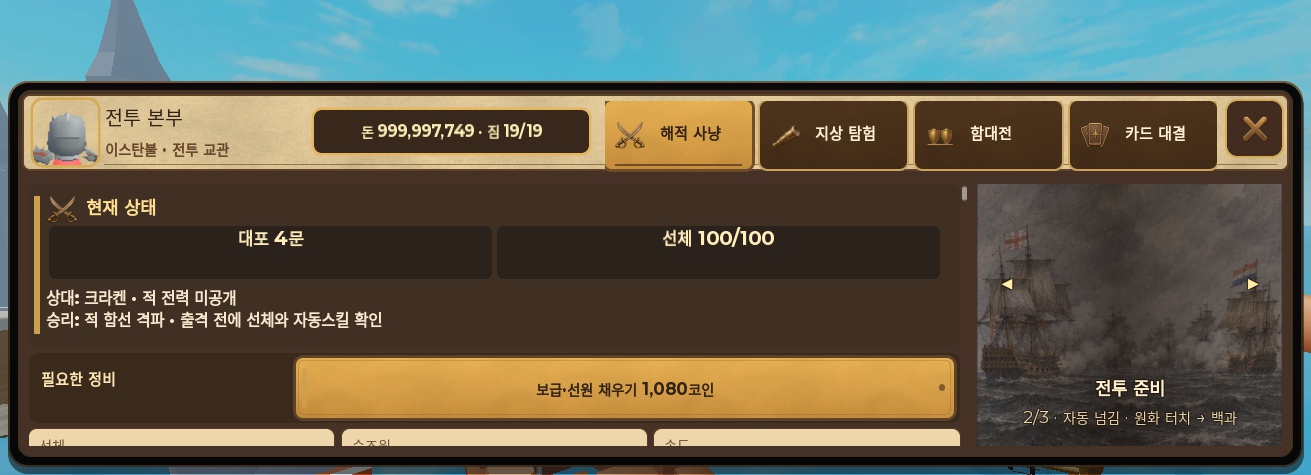 전투 본부
이스탄불 · 전투 교관
돈 999,997,749 · 짐 19/19
해적 사냥
지상 탐험
함대전
카드 대결
현재 상태
대포 4문
선체 100/100
상대: 크라켄 · 적 전력 미공개
승리: 적 함선 격파 · 출격 전에 선체와 자동스킬 확인
필요한 정비
보급·선원 채우기 1,080코인
전투 준비
2/3 · 자동 넘김 · 원화 터치 → 백과
선체
속도